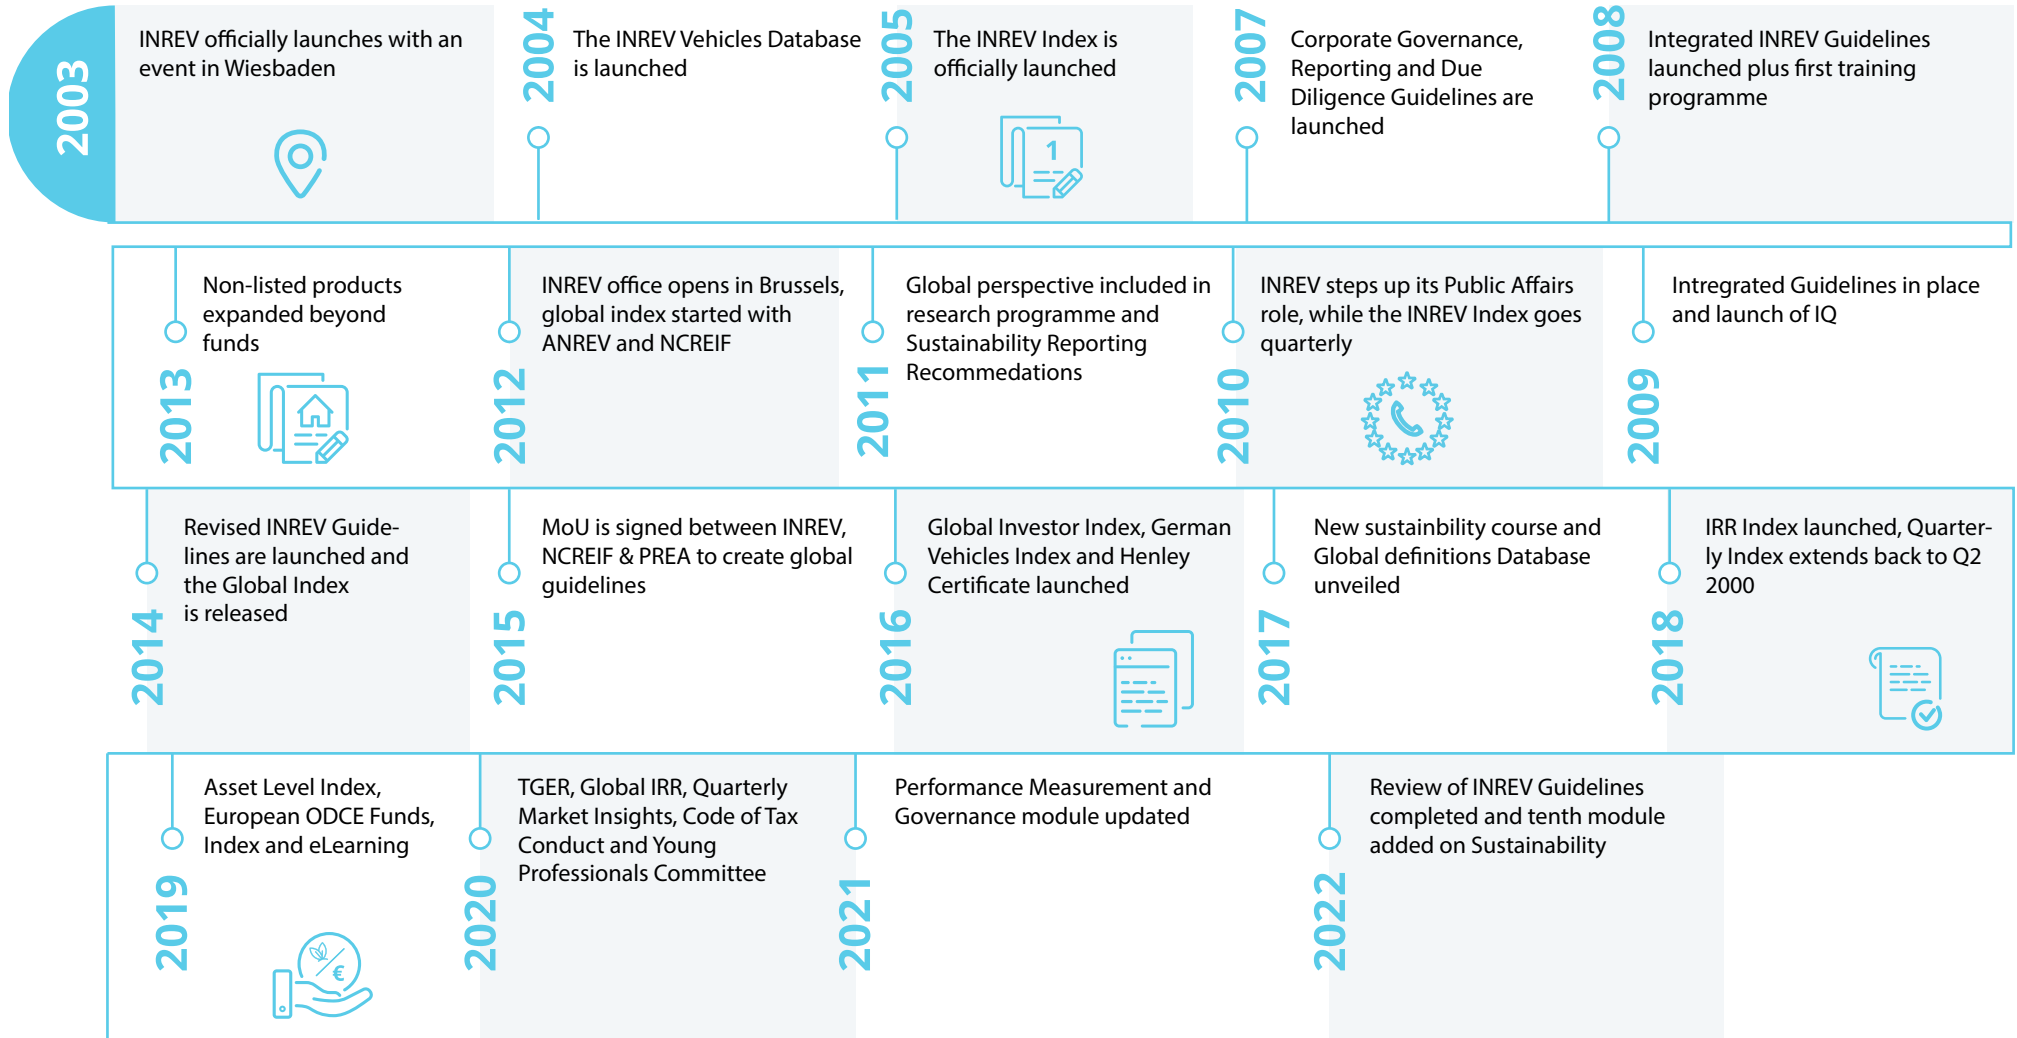 2003
INREV officially launches with an
event in Wiesbaden
2004
The INREV Vehicles Database
is launched
2005
The INREV Index is
officially launched
1
2007
Corporate Governance,
Reporting and Due
Diligence Guidelines are
launched
2008
Integrated INREV Guidelines
launched plus first training
programme
2013
Non-listed products
expanded beyond
funds
2012
INREV office opens in Brussels,
global index started with
ANREV and NCREIF
2011
Global perspective included in
research programme and
Sustainability Reporting
Recommedations
2010
INREV steps up its Public Affairs
role, while the INREV Index goes
quarterly
2009
Intregrated Guidelines in place
and launch of IQ
2014
Revised INREV Guide-
lines are launched and
the Global Index
is released
2015
MoU is signed between INREV,
NCREIF & PREA to create global
guidelines
2016
Global Investor Index, German
Vehicles Index and Henley
Certificate launched
2017
New sustainbility course and
Global definitions Database
unveiled
2018
IRR Index launched, Quarter-
ly Index extends back to Q2
2000
2019
Asset Level Index,
European ODCE Funds,
Index and eLearning
€
2020
TGER, Global IRR, Quarterly
Market Insights, Code of Tax
Conduct and Young
Professionals Committee
2021
Performance Measurement and
Governance module updated
2022
Review of INREV Guidelines
completed and tenth module
added on Sustainability